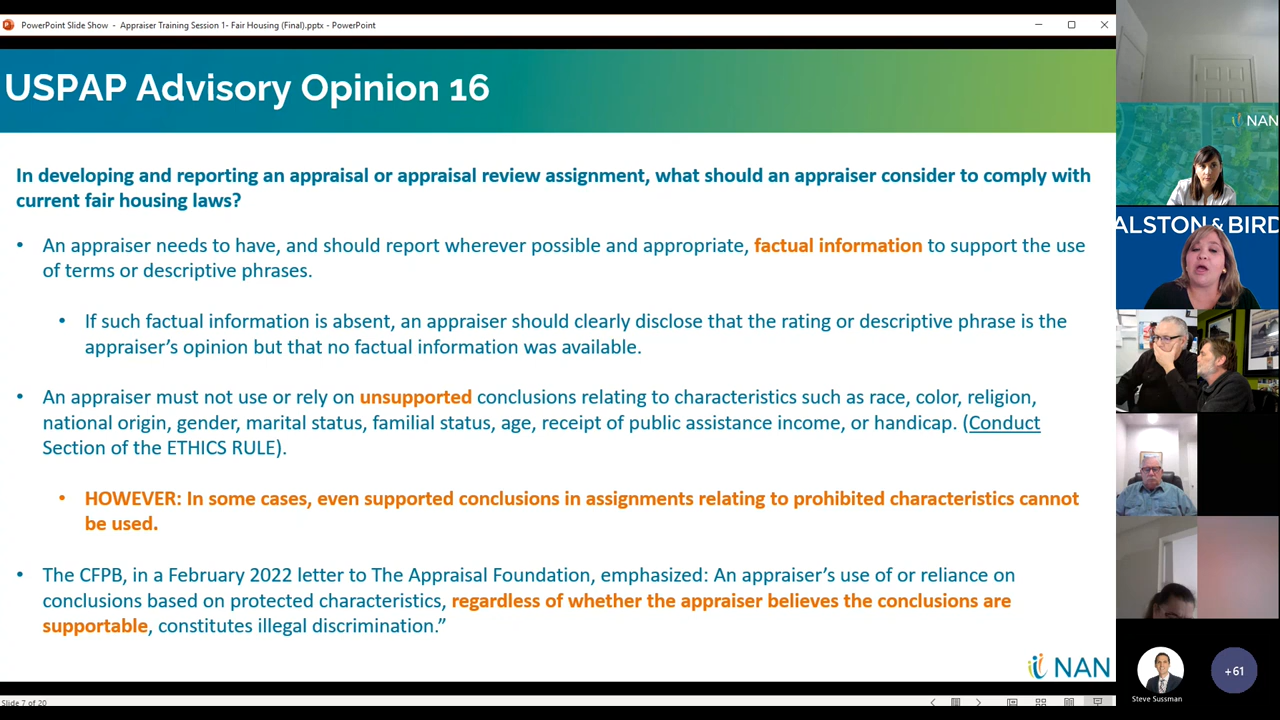 PowerPoint Slide Show - Appraiser Training Session 1- Fair Housing (Final).pptx - PowerPoint
USPAP Advisory Opinion 16
In developing and reporting an appraisal or appraisal review assignment, what should an appraiser consider to comply with
current fair housing laws?
• An appraiser needs to have, and should report wherever possible and appropriate, factual information to support the use
of terms or descriptive phrases.
• If such factual information is absent, an appraiser should clearly disclose that the rating or descriptive phrase is the
appraiser’s opinion but that no factual information was available.
• An appraiser must not use or rely on unsupported conclusions relating to characteristics such as race, color, religion,
national origin, gender, marital status, familial status, age, receipt of public assistance income, or handicap. (Conduct
Section of the ETHICS RULE).
• HOWEVER: In some cases, even supported conclusions in assignments relating to prohibited characteristics cannot
be used.
• The CFPB, in a February 2022 letter to The Appraisal Foundation, emphasized: An appraiser’s use of or reliance on
conclusions based on protected characteristics, regardless of whether the appraiser believes the conclusions are
supportable, constitutes illegal discrimination.”
NAN
Slide 7 of 20
NAN
ALSTON & BIRD
Steve Sussman
+61